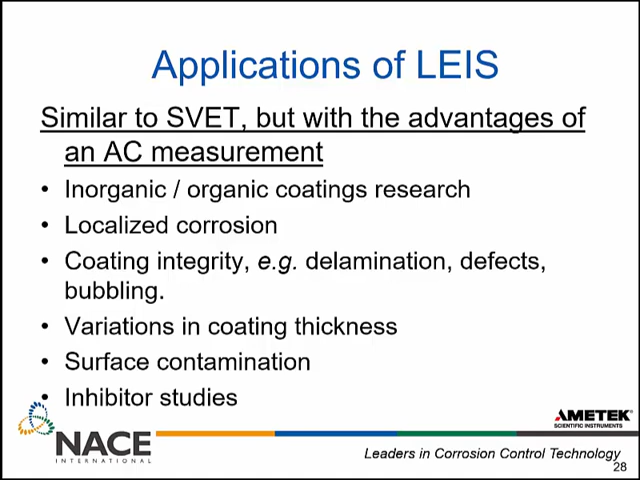 Applications of LEIS
Similar to SVET, but with the advantages of
an AC measurement
• Inorganic / organic coatings research
• Localized corrosion
• Coating integrity, e.g. delamination, defects,
bubbling.
• Variations in coating thickness
• Surface contamination
• Inhibitor studies
NACE
INTERNATIONAL
AMETEK
SCIENTIFIC INSTRUMENTS
Leaders in Corrosion Control Technology
28